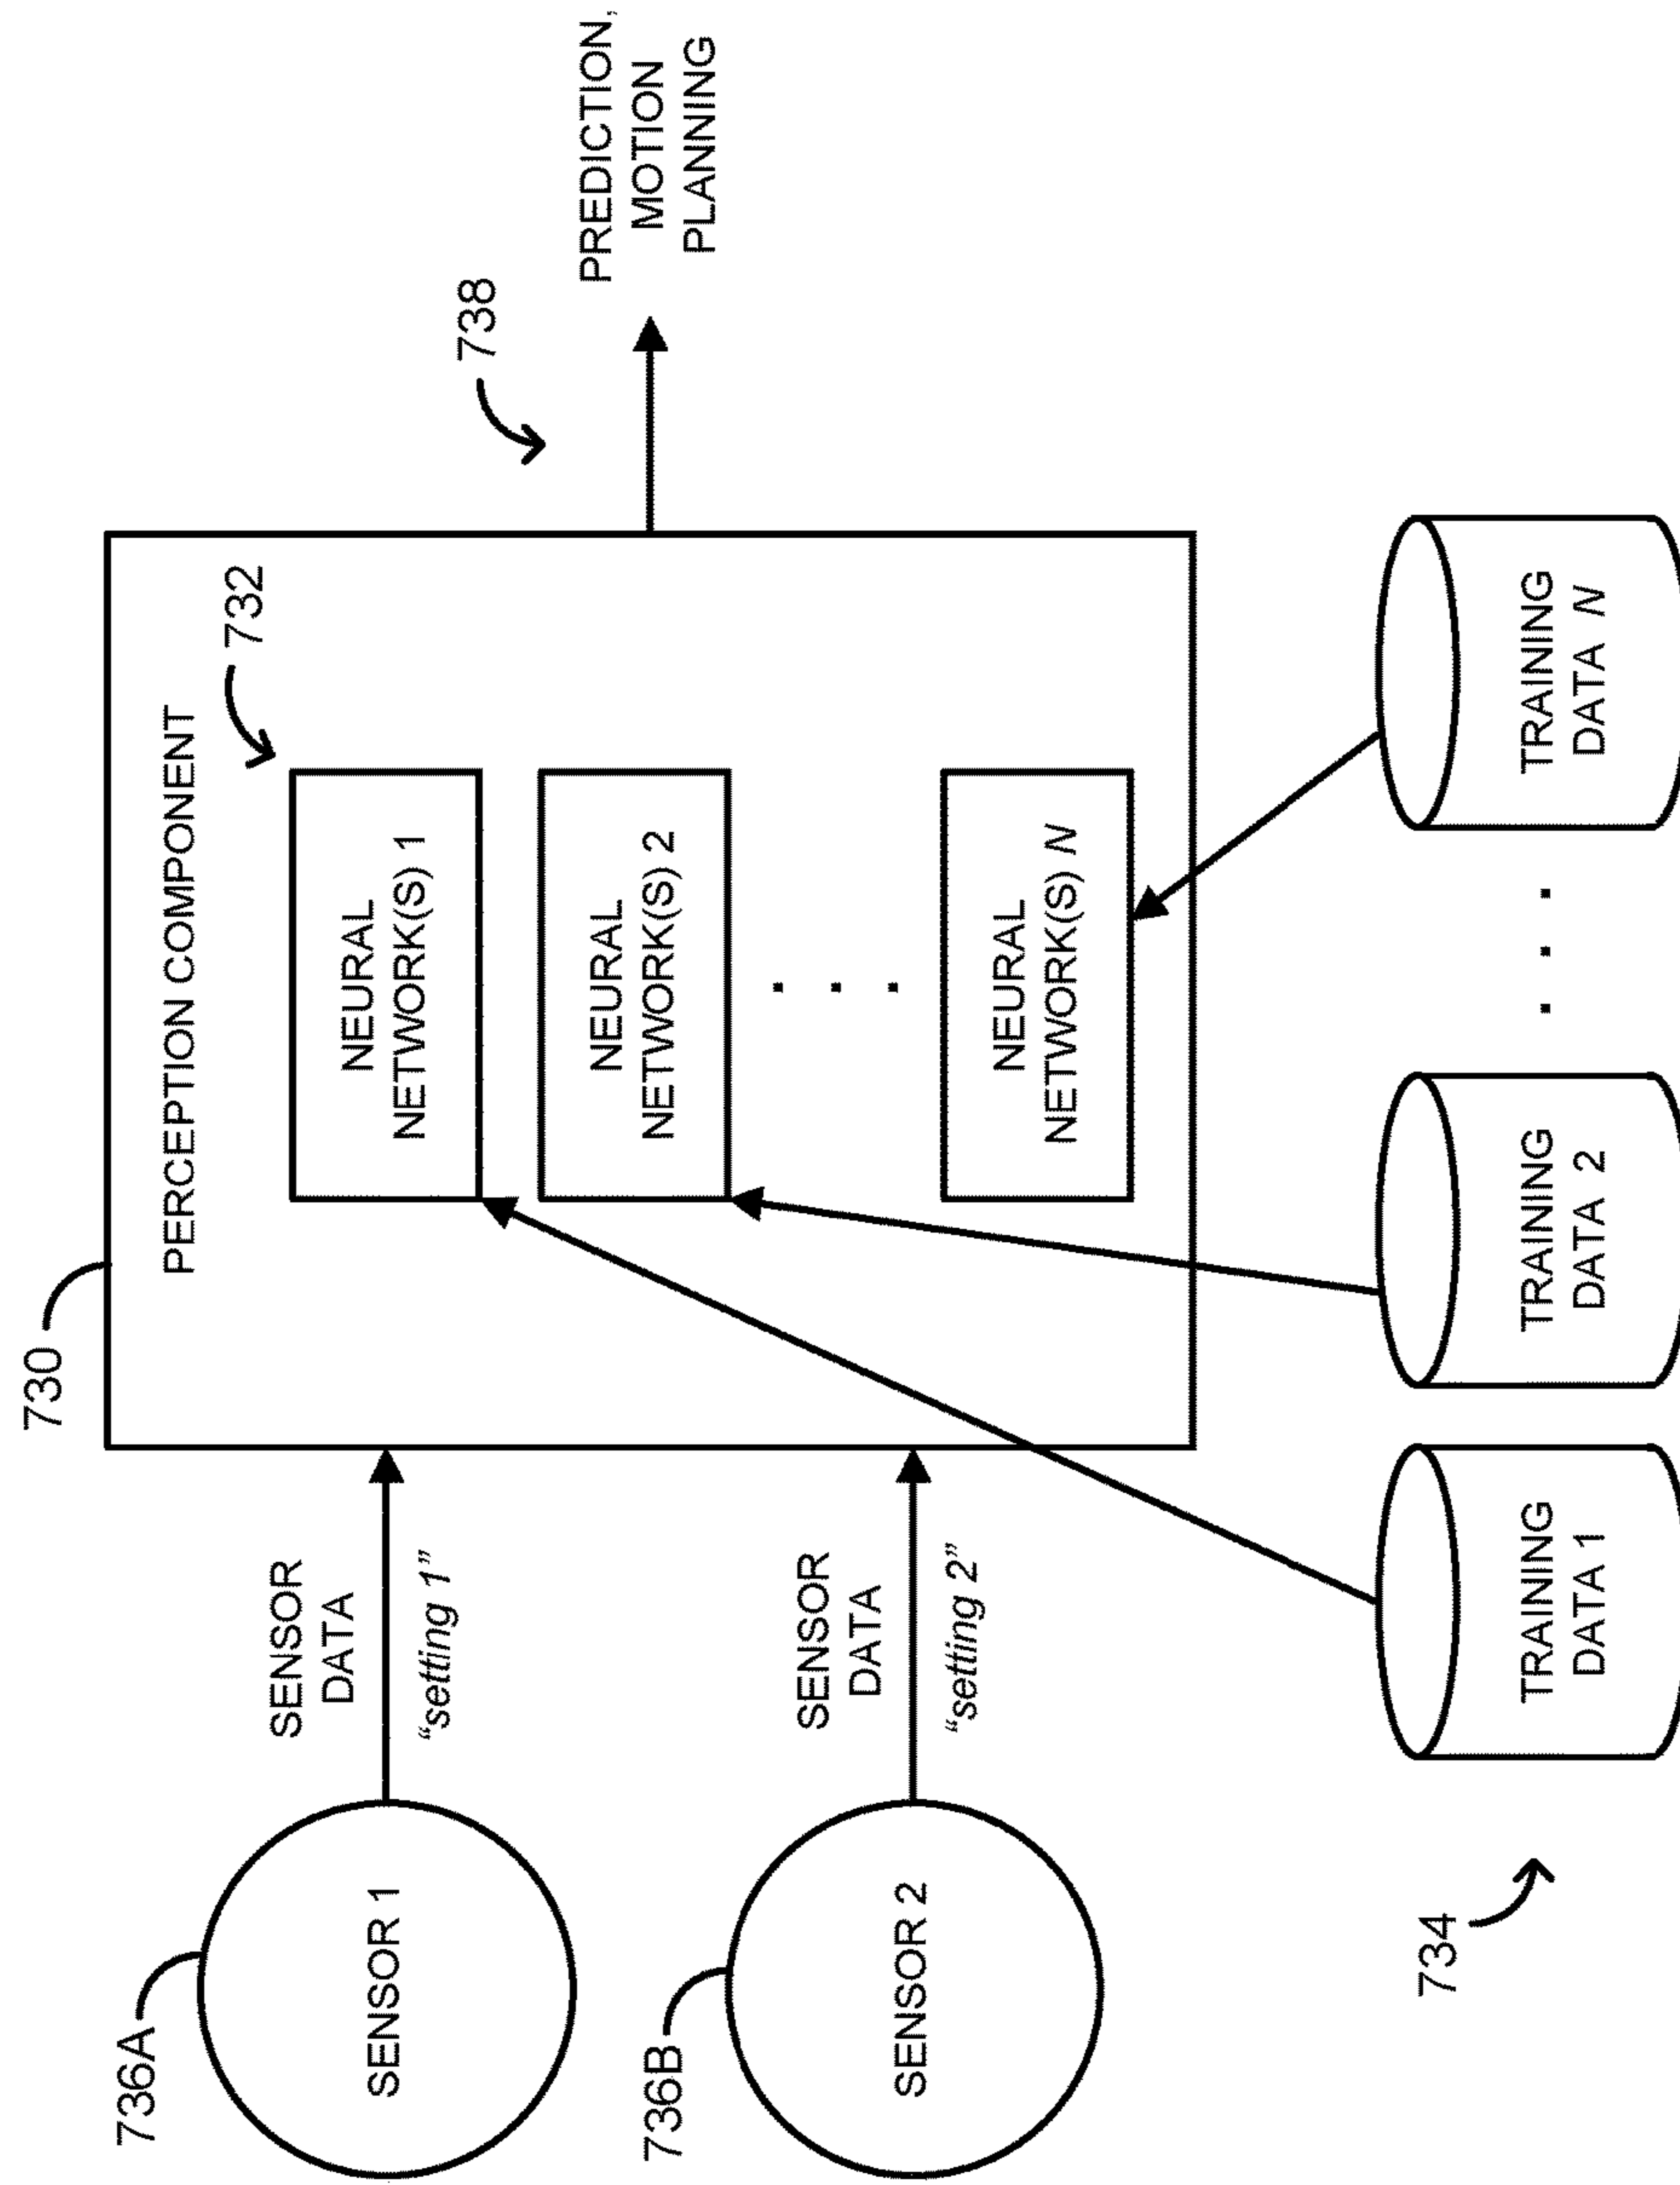 730
PERCEPTION COMPONENT
732
736A
SENSOR 1
SENSOR
DATA
“setting 1”
NEURAL
NETWORK(S) 1
738
PREDICTION,
MOTION
PLANNING
NEURAL
NETWORK(S) 2
. . .
736B
SENSOR 2
SENSOR
DATA
“setting 2”
NEURAL
NETWORK(S) N
734
TRAINING
DATA 1
TRAINING
DATA 2
. . .
TRAINING
DATA N